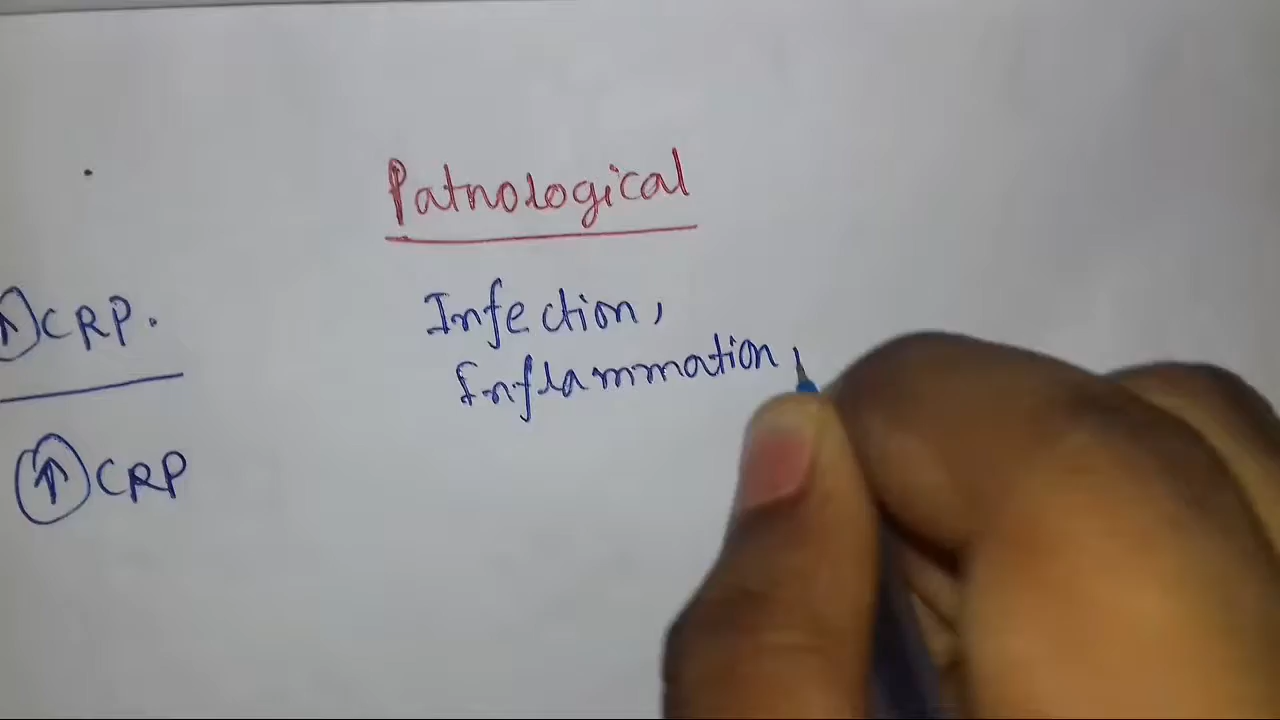 Patnological
Infection,
Inflammation,
↑ CRP.
↑ CRP